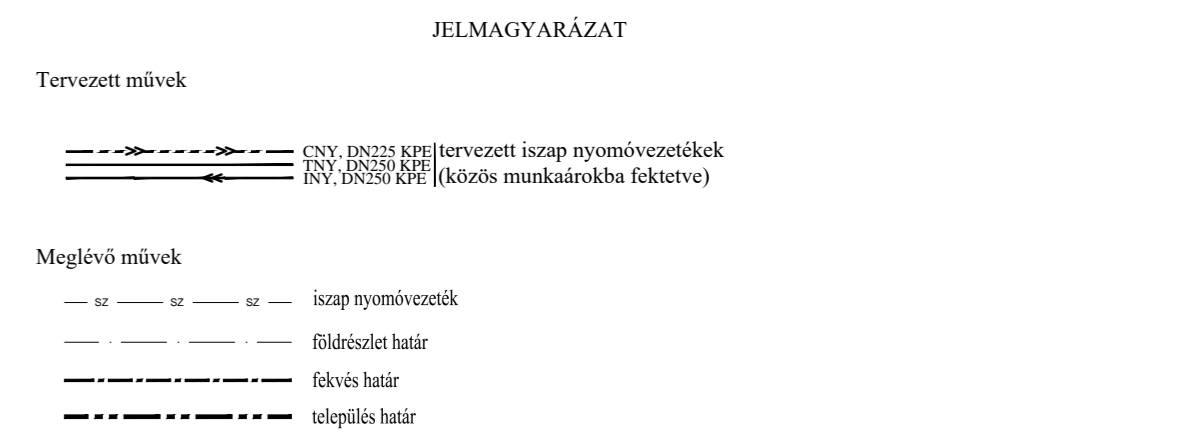 JELMAGYARÁZAT
Tervezett művek
CNY, DN225 KPE
TNY, DN250 KPE
INY, DN250 KPE
tervezett iszap nyomóvezetékek
(közös munkaárokba fektetve)
Meglévő művek
sz sz sz iszap nyomóvezeték
földrészlet határ
fekvés határ
település határ